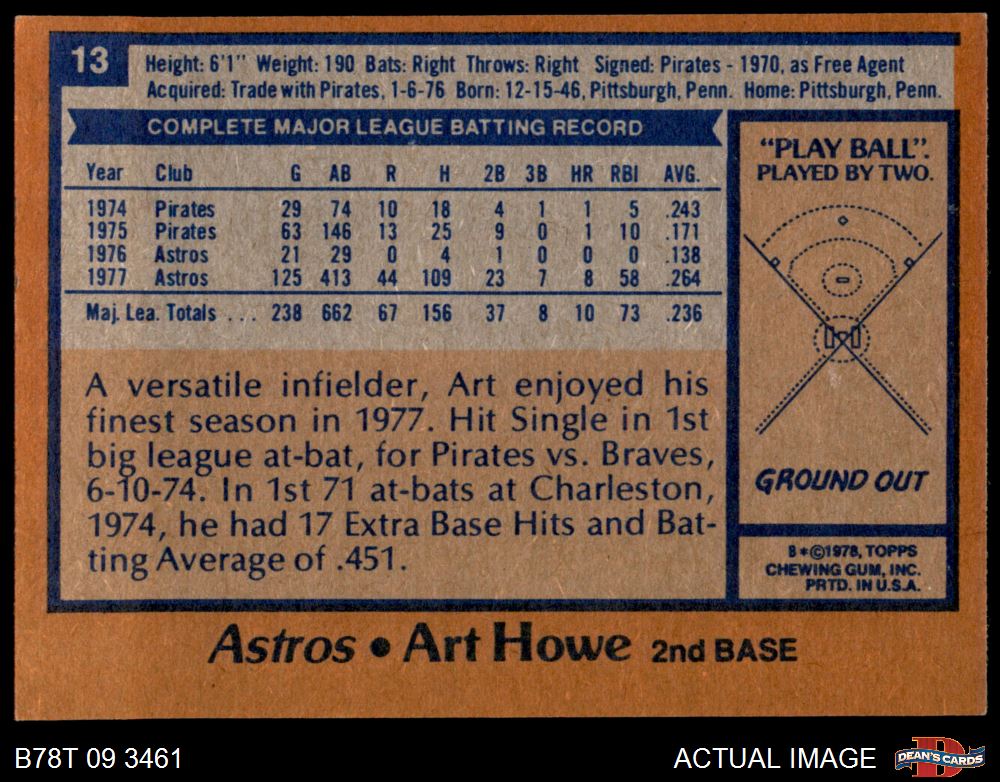 13
Height: 6'1" Weight: 190 Bats: Right Throws: Right Signed: Pirates - 1970, as Free Agent
Acquired: Trade with Pirates, 1-6-76 Born: 12-15-46, Pittsburgh, Penn. Home: Pittsburgh, Penn.
COMPLETE MAJOR LEAGUE BATTING RECORD
Year Club G AB R H 2B 3B HR RBI AVG.
1974 Pirates 29 74 10 18 4 1 1 5 .243
1975 Pirates 63 146 13 25 9 0 1 10 .171
1976 Astros 21 29 0 4 1 0 0 0 .138
1977 Astros 125 413 44 109 23 7 8 58 .264
Maj. Lea. Totals . . . 238 662 67 156 37 8 10 73 .236
A versatile infielder, Art enjoyed his
finest season in 1977. Hit Single in 1st
big league at-bat, for Pirates vs. Braves,
6-10-74. In 1st 71 at-bats at Charleston,
1974, he had 17 Extra Base Hits and Bat-
ting Average of .451.
"PLAY BALL".
PLAYED BY TWO.
GROUND OUT
B*©1978, TOPPS
CHEWING GUM, INC.
PRTD. IN U.S.A.
Astros • Art Howe 2nd BASE
B78T 09 3461
ACTUAL IMAGE
D
DEAN'S CARDS